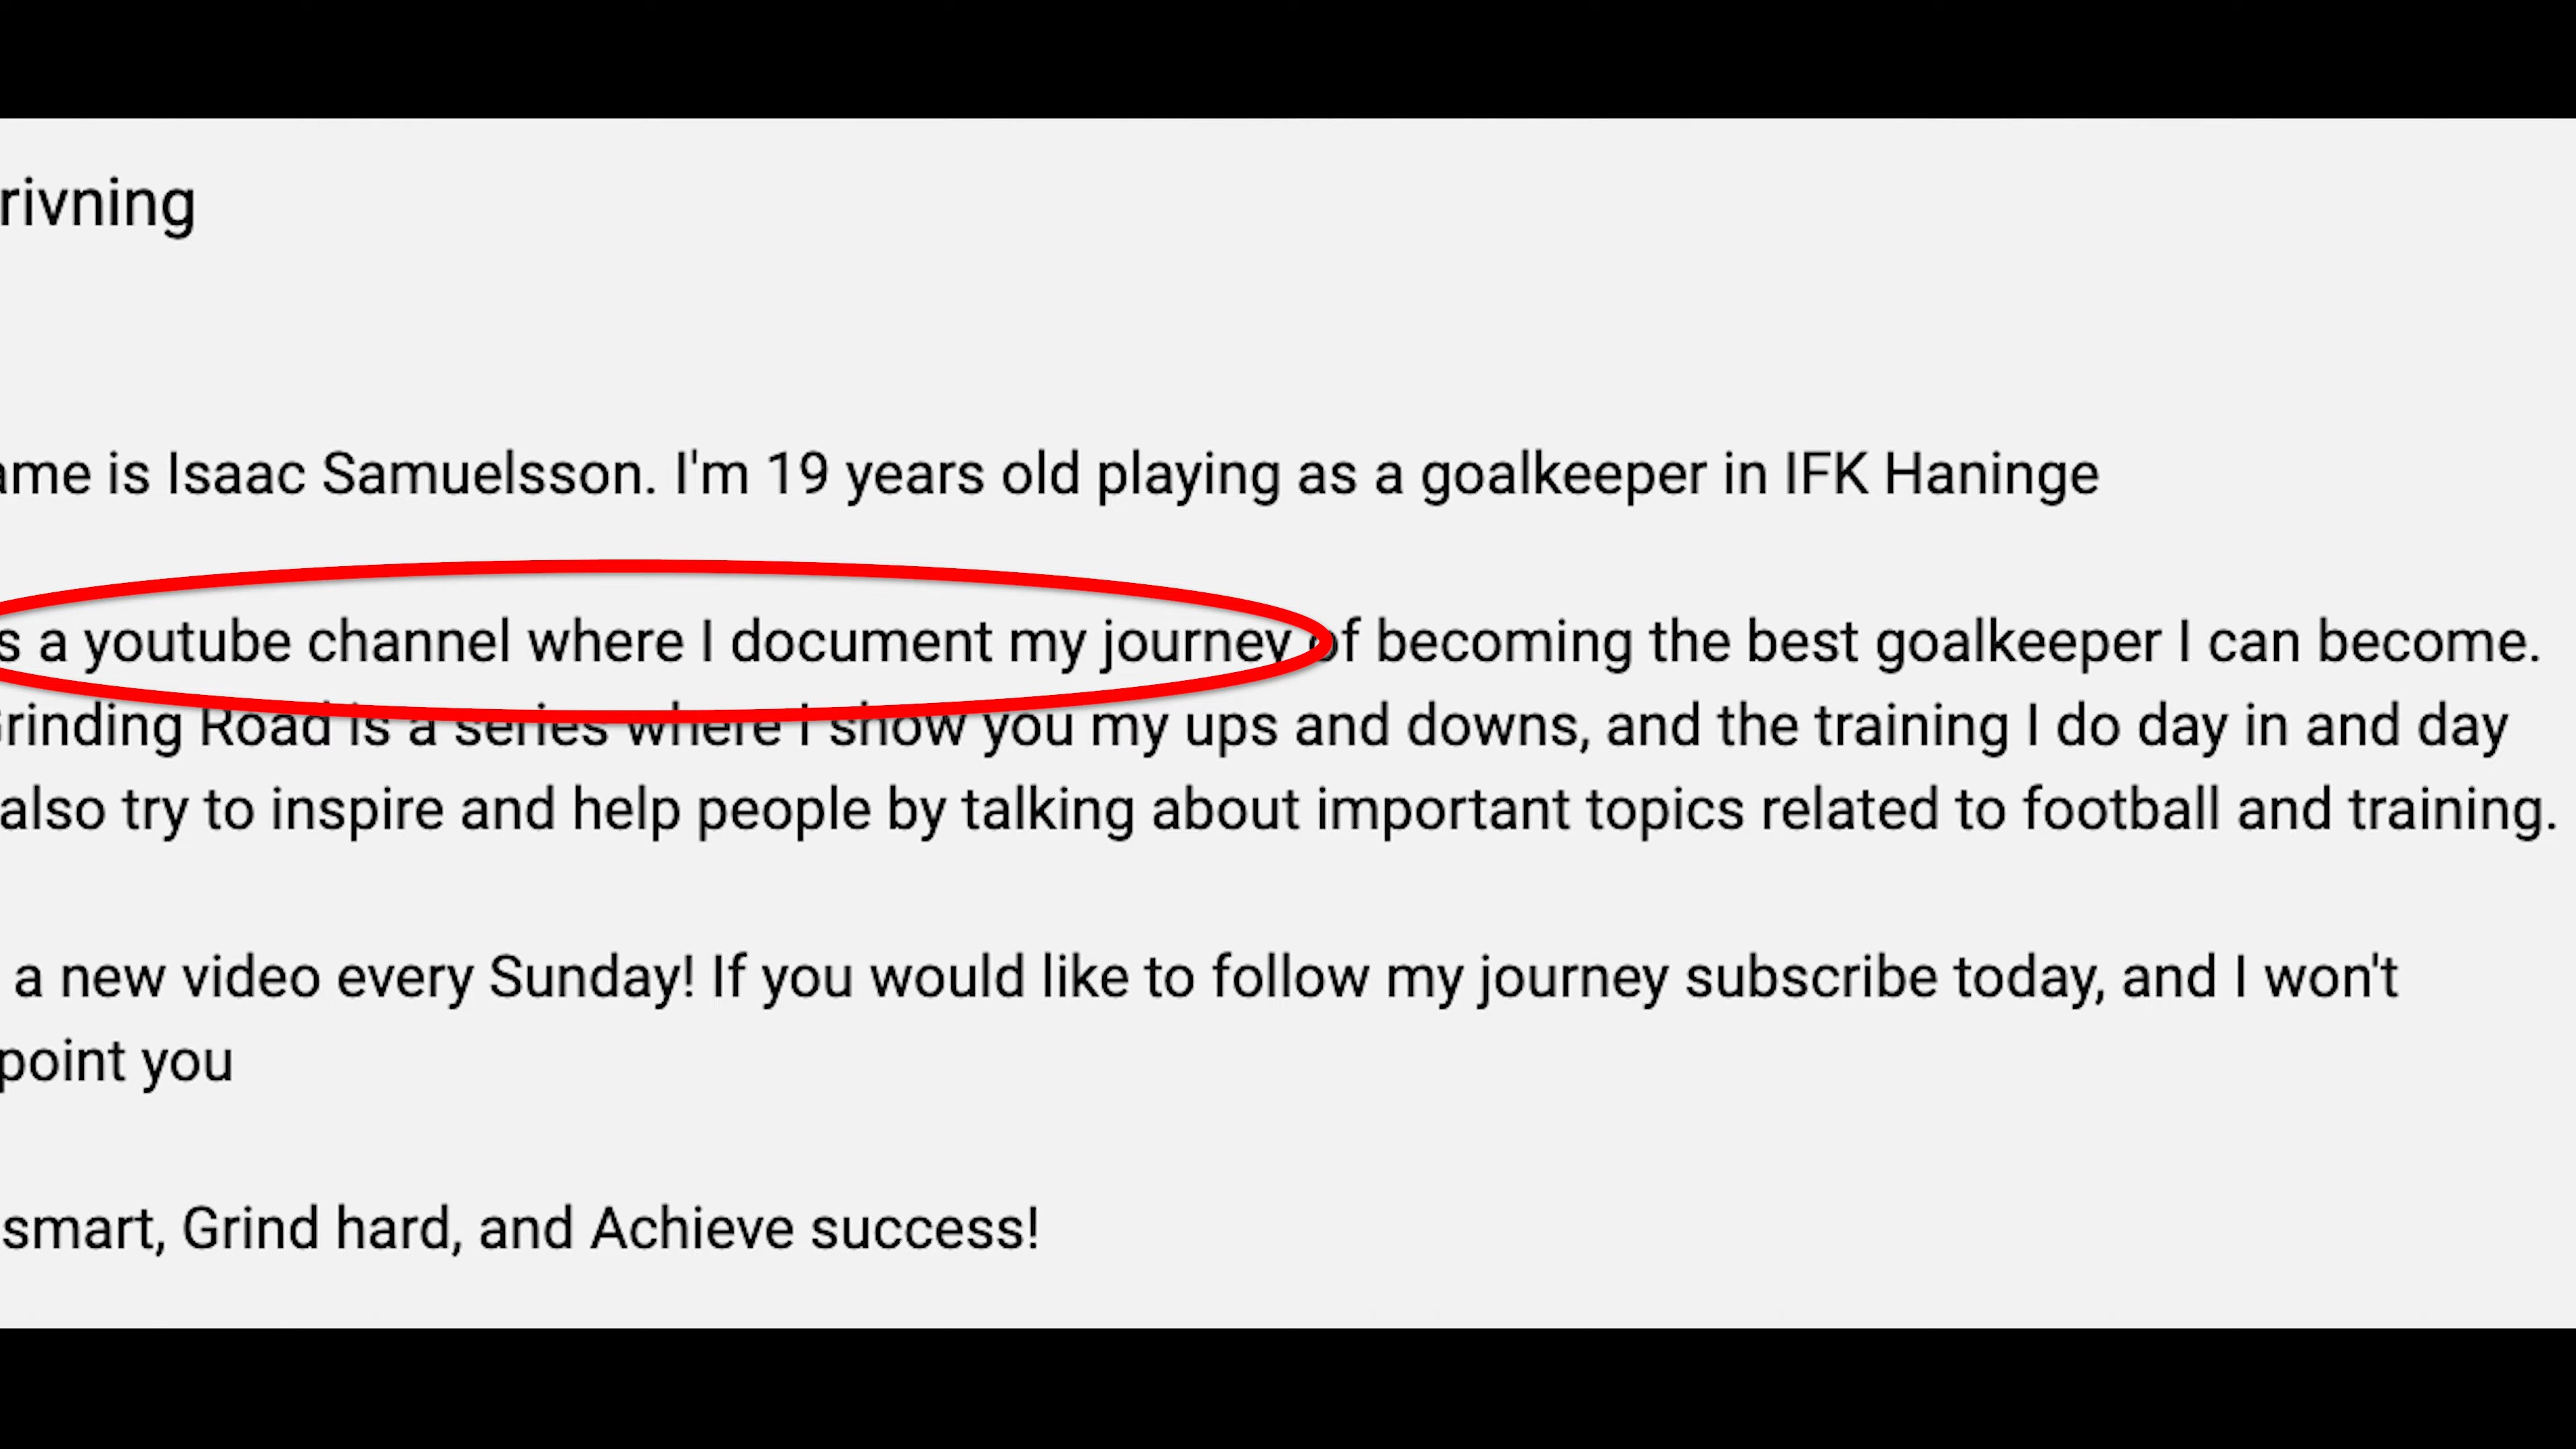 rivning
ame is Isaac Samuelsson. I'm 19 years old playing as a goalkeeper in IFK Haninge
s a youtube channel where I document my journey of becoming the best goalkeeper I can become.
Grinding Road is a series where I show you my ups and downs, and the training I do day in and day
also try to inspire and help people by talking about important topics related to football and training.
a new video every Sunday! If you would like to follow my journey subscribe today, and I won't
point you
smart, Grind hard, and Achieve success!